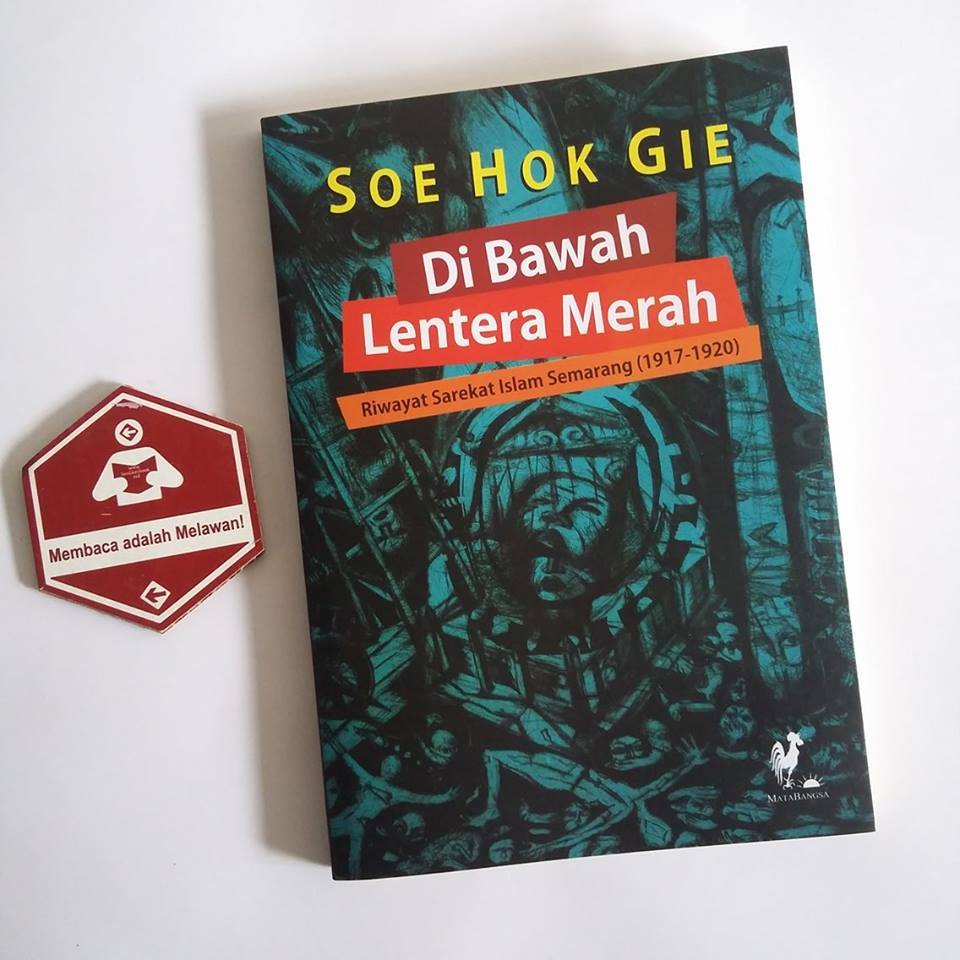 SOE HOK GIE
Di Bawah
Lentera Merah
Riwayat Sarekat Islam Semarang (1917-1920)
MATABANGSA
Membaca adalah Melawan!